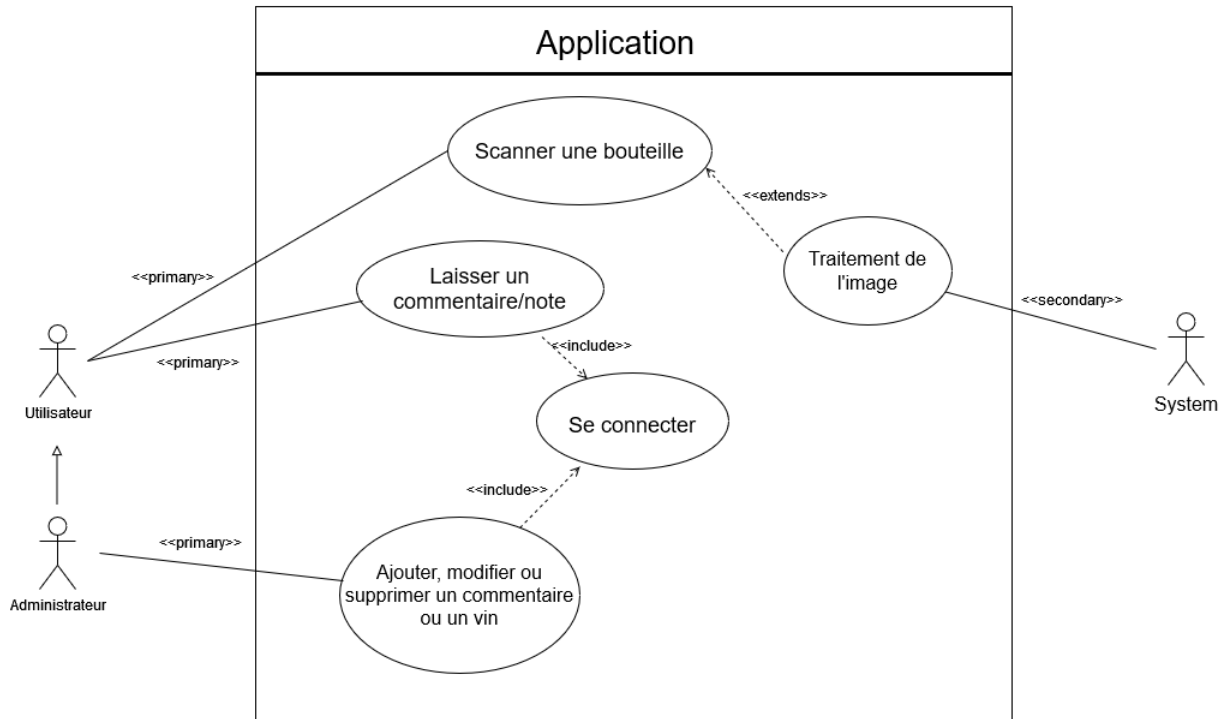 Application
Scanner une bouteille
<<extends>>
Traitement de
l'image
<<primary>>
Laisser un
commentaire/note
<<secondary>>
<<primary>>
<<include>>
Utilisateur
System
Se connecter
<<include>>
<<primary>>
Administrateur
Ajouter, modifier ou
supprimer un commentaire
ou un vin